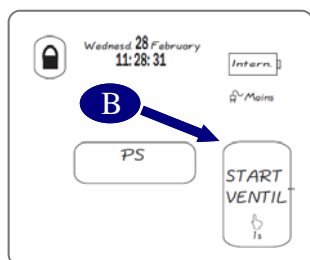 Wednesd. 28 February
11:28:31
Intern.
Mains
B
PS
START
VENTIL
1s